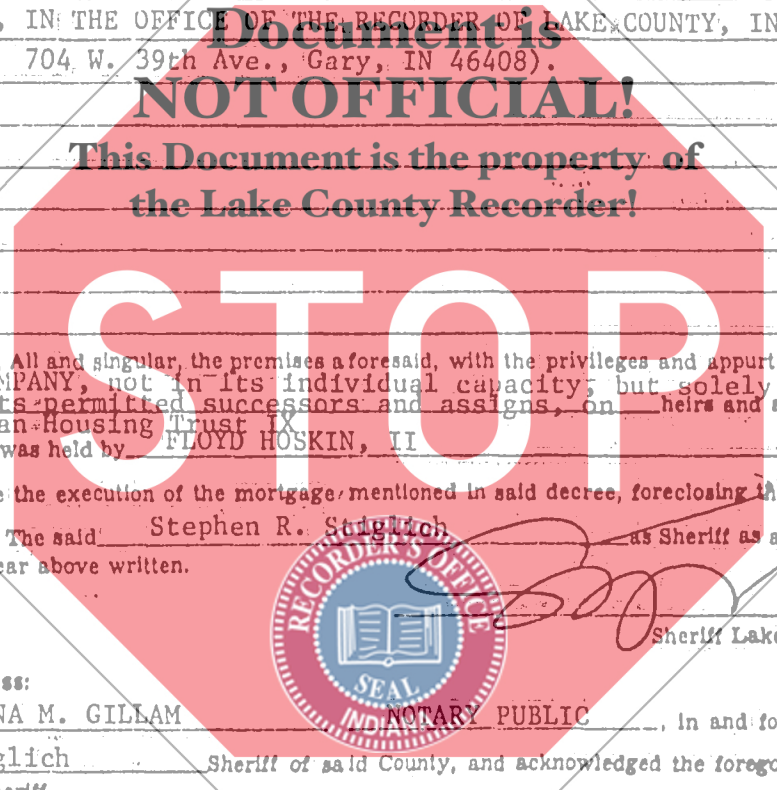 , IN THE OFFICE OF THE RECORDER OF LAKE COUNTY, IN
Document is
704 W. 39th Ave., Gary, IN 46408).
NOT OFFICIAL!
This Document is the property of
the Lake County Recorder!
STOP
All and singular, the premises aforesaid, with the privileges and appurt
MPANY, not in its individual capacity, but solely
ts permitted successors and assigns, on heirs and a
an Housing Trust IX
was held by FLOYD HOSKIN, II
e the execution of the mortgage mentioned in said decree, foreclosing th
The said Stephen R. Stiglich as Sheriff as a
ear above written.
RECORDER'S OFFICE
SEAL
INDIANA
Sheriff Lake
ss:
NA M. GILLAM NOTARY PUBLIC , in and fo
glich Sheriff of said County, and acknowledged the forego